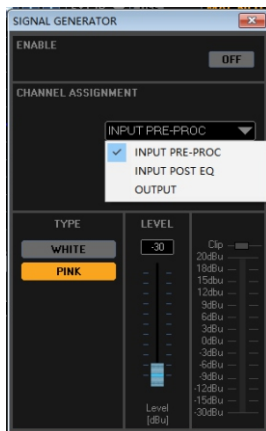 SIGNAL GENERATOR
ENABLE
OFF
CHANNEL ASSIGNMENT
INPUT PRE-PROC
INPUT PRE-PROC
INPUT POST EQ
OUTPUT
TYPE
WHITE
PINK
LEVEL
-30
Level
[dBu]
Clip
20dBu
18dBu
15dbu
12dbu
9dBu
6dBu
3dBu
0dBu
-3dBu
-6dBu
-9dBu
-12dBu
-15dBu
-30dBu